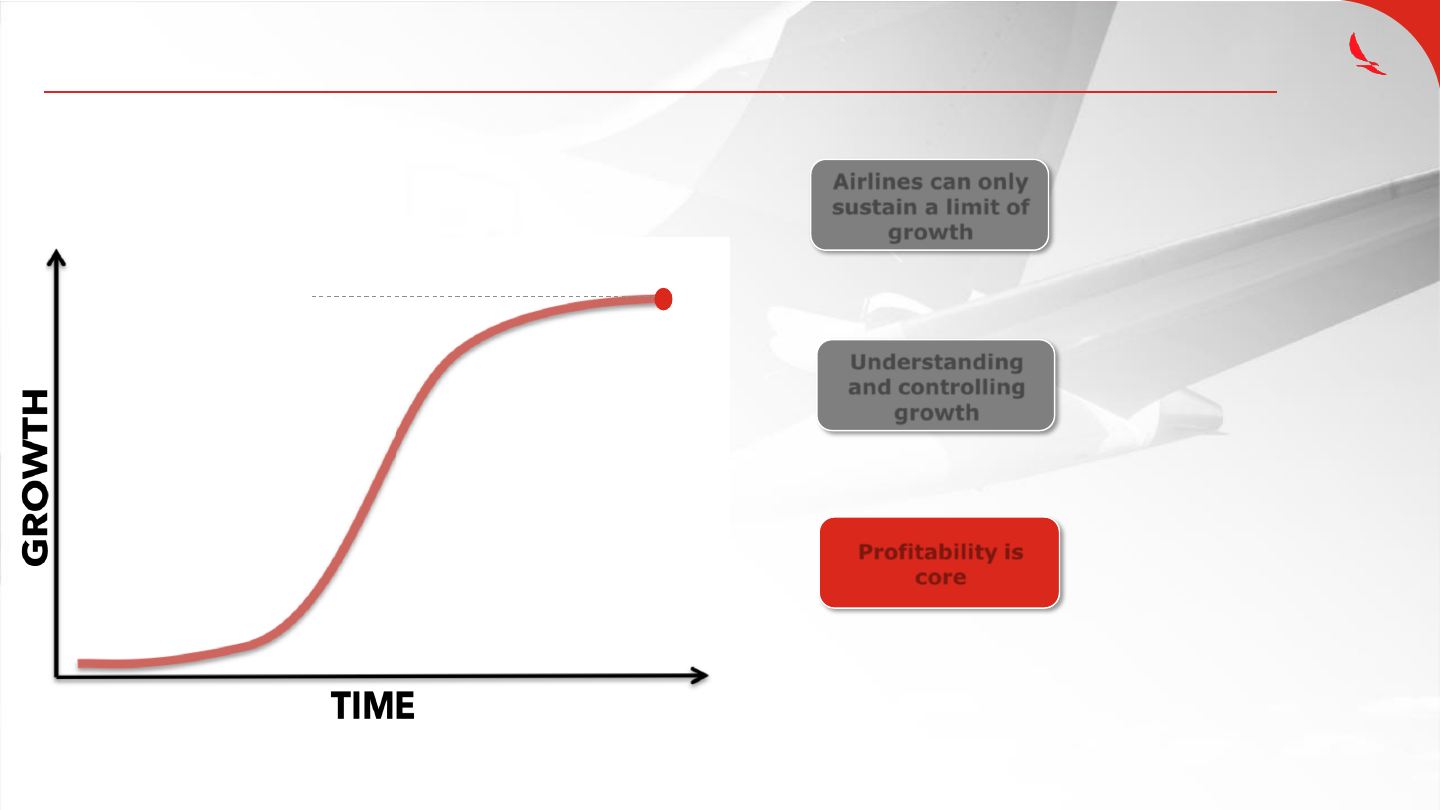 Airlines can only
sustain a limit of
growth
Understanding
and controlling
growth
Profitability is
core
GROWTH
TIME